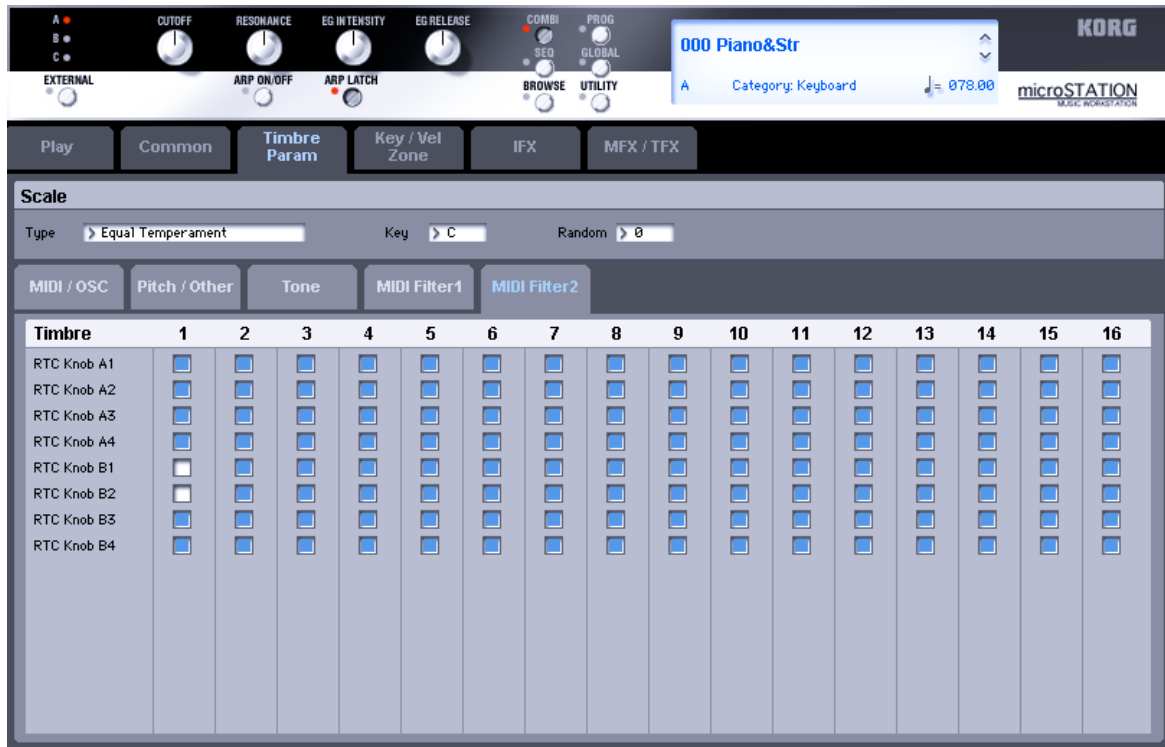 A CUTOFF RESONANCE EG INTENSITY EG RELEASE COMBI PROG KORG
B SEQ GLOBAL 000 Piano&Str
C
EXTERNAL ARP ON/OFF ARP LATCH BROWSE UTILITY A Category: Keyboard ♩= 078.00 microSTATION
MUSIC WORKSTATION
Play Common Timbre Param Key / Vel Zone IFX MFX / TFX
Scale
Type Equal Temperament Key C Random 0
MIDI / OSC Pitch / Other Tone MIDI Filter1 MIDI Filter2
Timbre 1 2 3 4 5 6 7 8 9 10 11 12 13 14 15 16
RTC Knob A1
RTC Knob A2
RTC Knob A3
RTC Knob A4
RTC Knob B1
RTC Knob B2
RTC Knob B3
RTC Knob B4